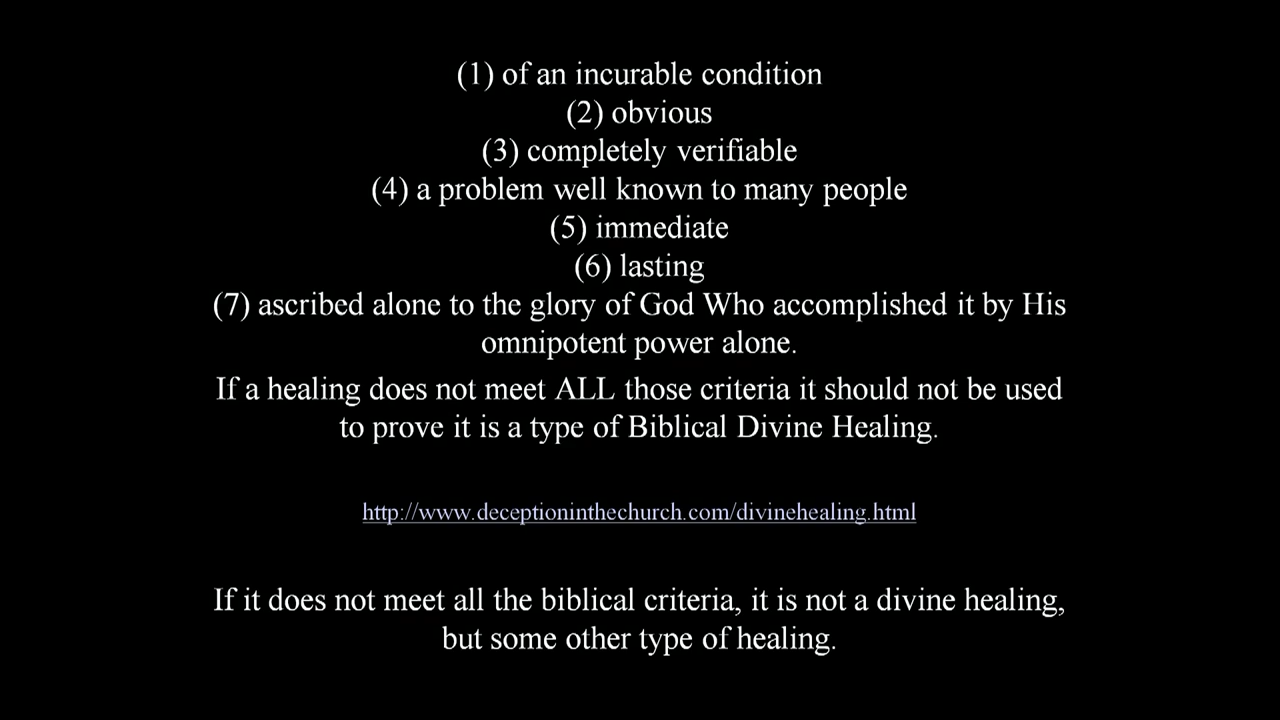 (1) of an incurable condition
(2) obvious
(3) completely verifiable
(4) a problem well known to many people
(5) immediate
(6) lasting
(7) ascribed alone to the glory of God Who accomplished it by His
omnipotent power alone.
If a healing does not meet ALL those criteria it should not be used
to prove it is a type of Biblical Divine Healing.
http://www.deceptioninthechurch.com/divinehealing.html
If it does not meet all the biblical criteria, it is not a divine healing,
but some other type of healing.